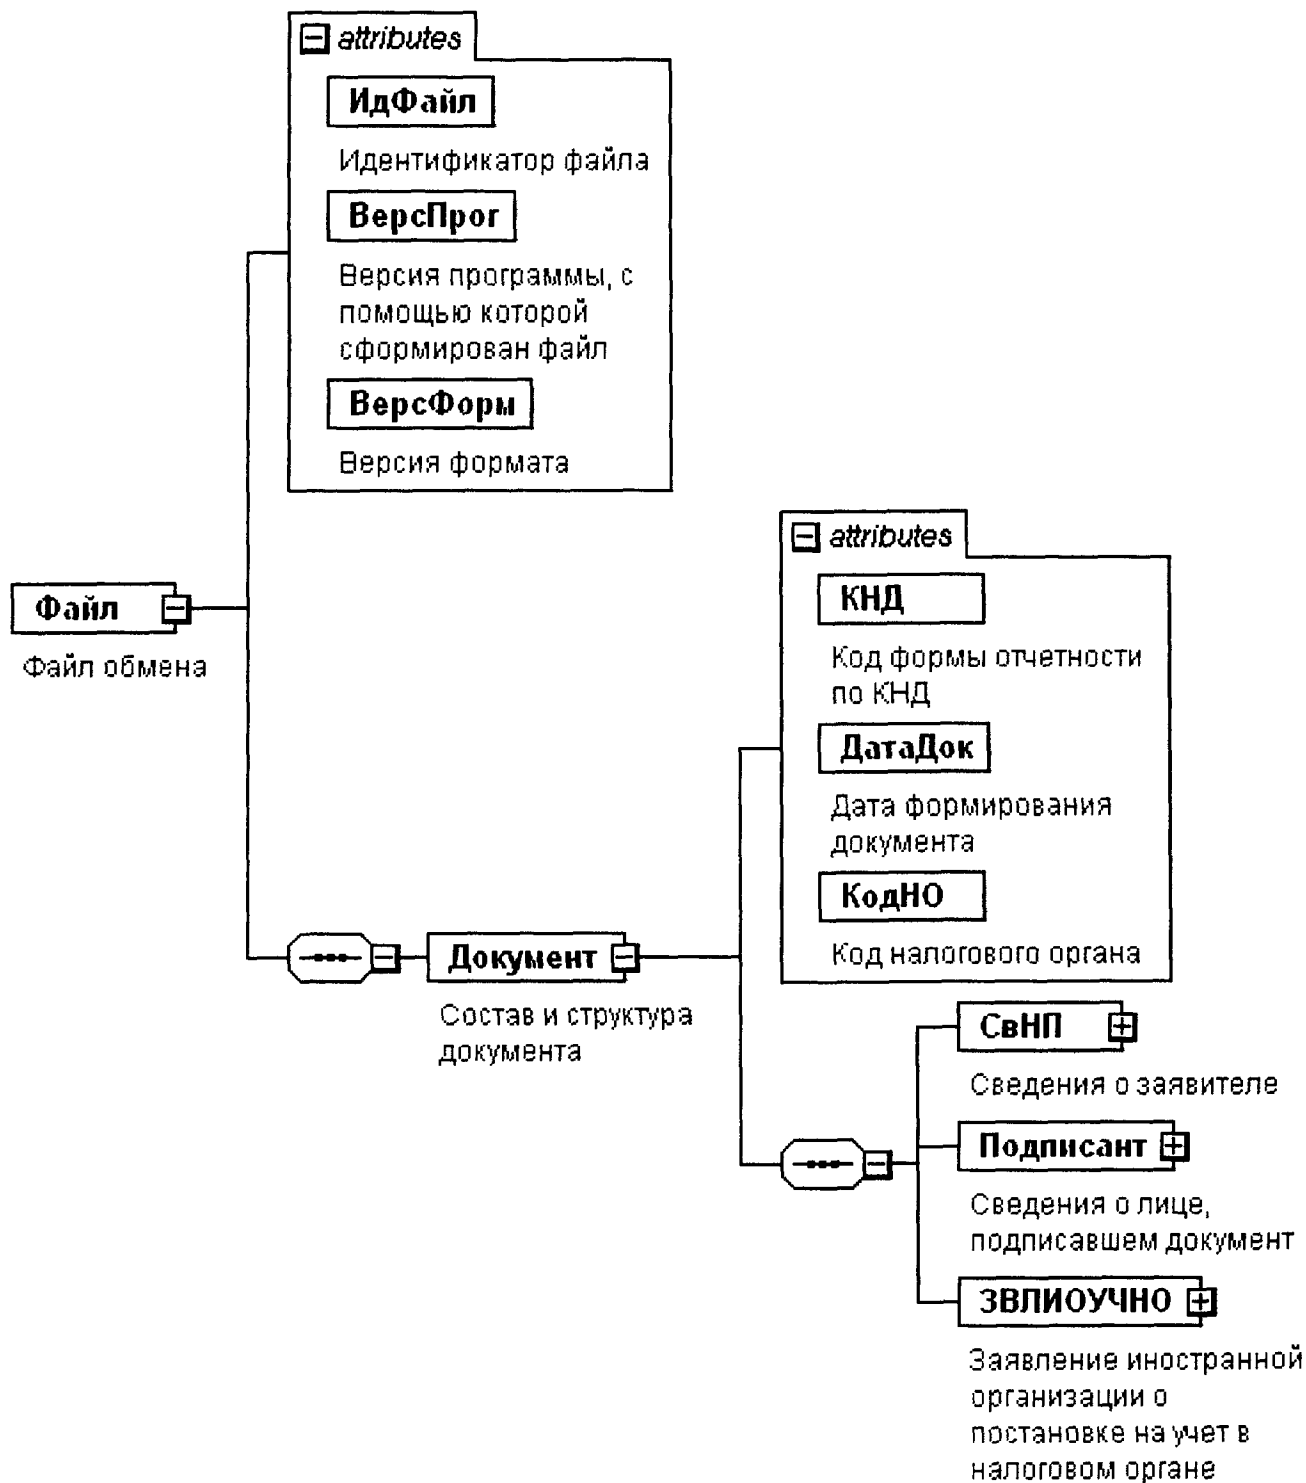 attributes
ИдФайл
Идентификатор файла
ВерсПрог
Версия программы, с
помощью которой
сформирован файл
ВерсФорм
Версия формата
Файл
Файл обмена
Документ
Состав и структура
документа
attributes
КНД
Код формы отчетности
по КНД
ДатаДок
Дата формирования
документа
КодНО
Код налогового органа
СвНП
Сведения о заявителе
Подписант
Сведения о лице,
подписавшем документ
ЗВЛИОУЧНО
Заявление иностранной
организации о
постановке на учет в
налоговом органе